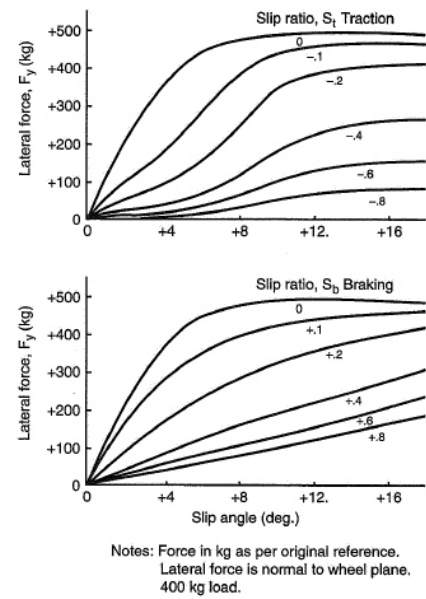 Slip ratio, St Traction
+500
+400
+300
+200
+100
0
Lateral force, Fy (kg)
0
-.1
-.2
-.4
-.6
-.8
0 +4 +8 +12. +16
Slip ratio, Sb Braking
+500
+400
+300
+200
+100
0
Lateral force, Fy (kg)
0
+.1
+.2
+.4
+.6
+.8
0 +4 +8 +12. +16
Slip angle (deg.)
Notes: Force in kg as per original reference.
Lateral force is normal to wheel plane.
400 kg load.